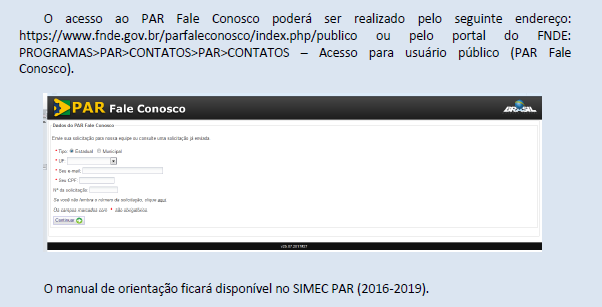 O acesso ao PAR Fale Conosco poderá ser realizado pelo seguinte endereço:
https://www.fnde.gov.br/parfaleconosco/index.php/publico ou pelo portal do FNDE:
PROGRAMAS>PAR>CONTATOS>PAR>CONTATOS – Acesso para usuário público (PAR Fale
Conosco).
PAR Fale Conosco
BRASIL
Dados do PAR Fale Conosco
Envie sua solicitação para nossa equipe ou consulte uma solicitação já enviada.
* Tipo: Estadual Municipal
* UF:
* Seu e-mail:
* Seu CPF:
Nº da solicitação:
Se você não lembra o número da solicitação, clique aqui
Os campos marcados com * são obrigatórios.
Continuar
O manual de orientação ficará disponível no SIMEC PAR (2016-2019).